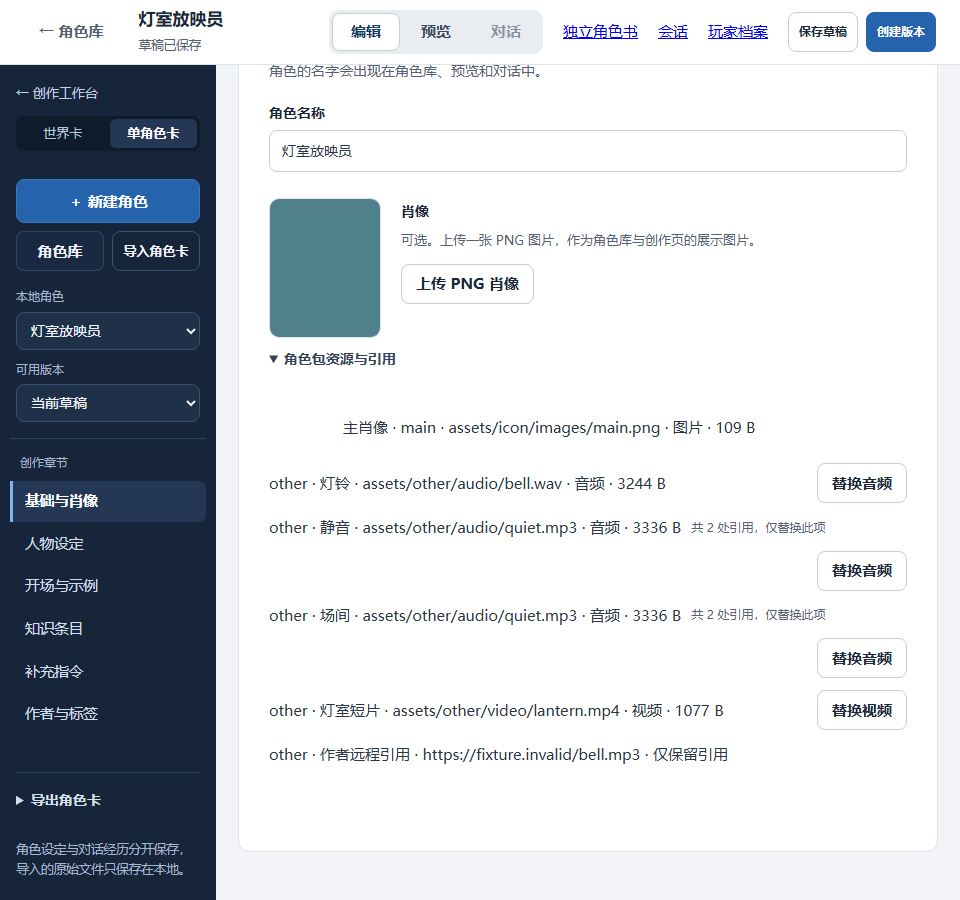 ← 角色库
灯室放映员
草稿已保存
编辑
预览
对话
独立角色书
会话
玩家档案
保存草稿
创建版本
← 创作工作台
世界卡
单角色卡
+ 新建角色
角色库
导入角色卡
本地角色
灯室放映员
可用版本
当前草稿
创作章节
基础与肖像
人物设定
开场与示例
知识条目
补充指令
作者与标签
▶ 导出角色卡
角色设定与对话经历分开保存，
导入的原始文件只保存在本地。
角色的名字会出现在角色库、预览和对话中。
角色名称
灯室放映员
肖像
可选。上传一张 PNG 图片，作为角色库与创作页的展示图片。
上传 PNG 肖像
▼ 角色包资源与引用
主肖像 · main · assets/icon/images/main.png · 图片 · 109 B
other · 灯铃 · assets/other/audio/bell.wav · 音频 · 3244 B
替换音频
other · 静音 · assets/other/audio/quiet.mp3 · 音频 · 3336 B 共 2 处引用，仅替换此项
替换音频
other · 场间 · assets/other/audio/quiet.mp3 · 音频 · 3336 B 共 2 处引用，仅替换此项
替换音频
other · 灯室短片 · assets/other/video/lantern.mp4 · 视频 · 1077 B
替换视频
other · 作者远程引用 · https://fixture.invalid/bell.mp3 · 仅保留引用